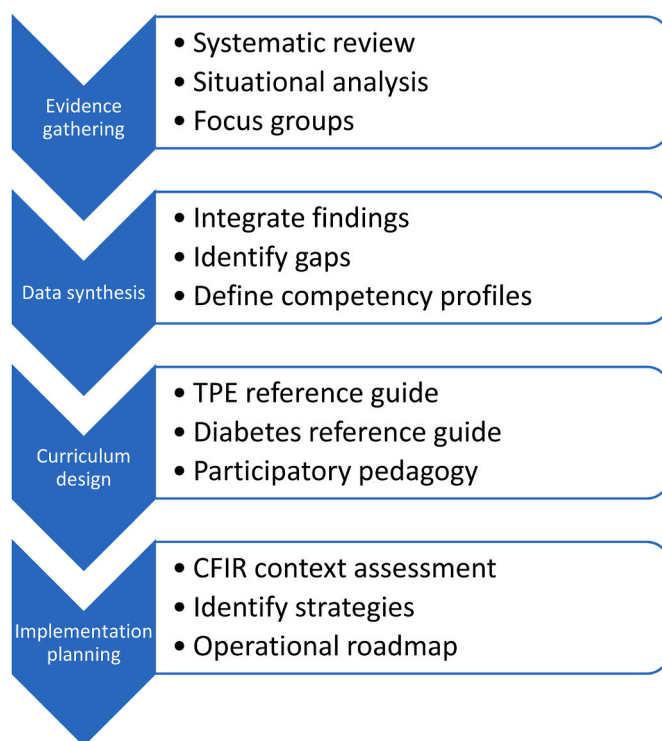 Evidence
gathering
• Systematic review
• Situational analysis
• Focus groups
Data synthesis
• Integrate findings
• Identify gaps
• Define competency profiles
Curriculum
design
• TPE reference guide
• Diabetes reference guide
• Participatory pedagogy
Implementation
planning
• CFIR context assessment
• Identify strategies
• Operational roadmap